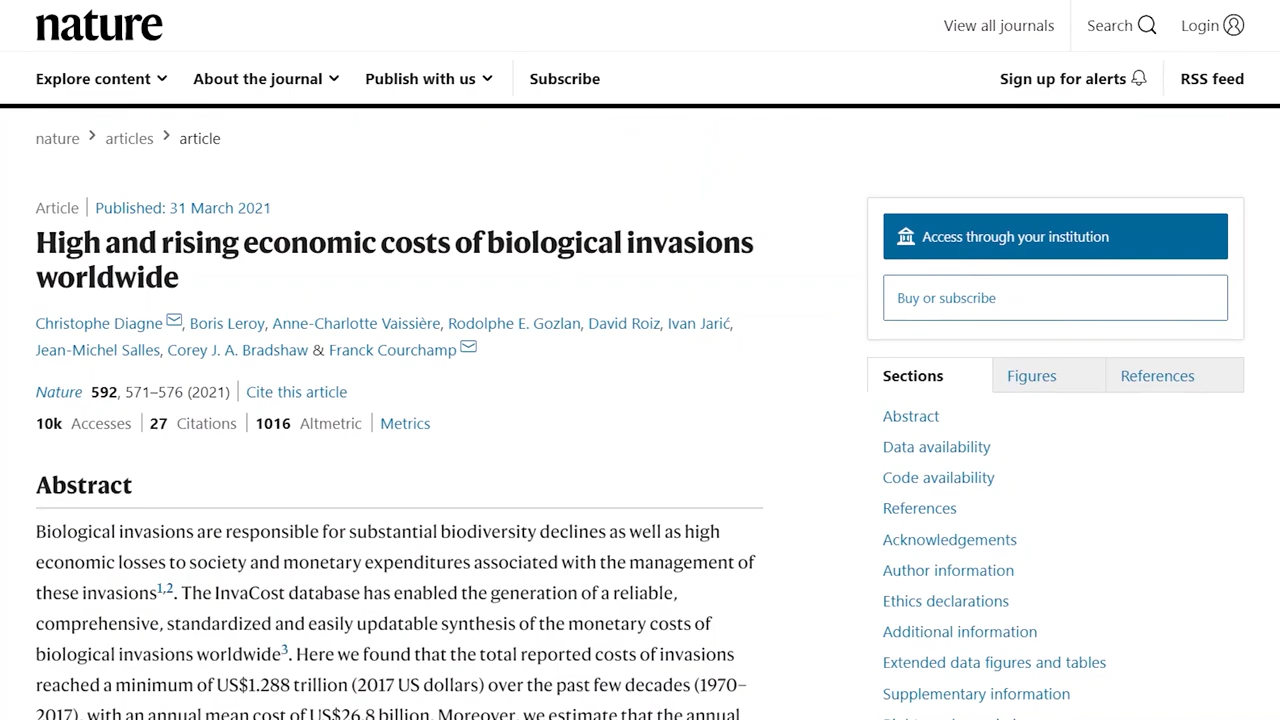 nature
View all journals
Search
Login
Explore content
About the journal
Publish with us
Subscribe
Sign up for alerts
RSS feed
nature > articles > article
Article | Published: 31 March 2021
High and rising economic costs of biological invasions
worldwide
Christophe Diagne, Boris Leroy, Anne-Charlotte Vaissière, Rodolphe E. Gozlan, David Roiz, Ivan Jarić,
Jean-Michel Salles, Corey J. A. Bradshaw & Franck Courchamp
Nature 592, 571–576 (2021) | Cite this article
10k Accesses | 27 Citations | 1016 Altmetric | Metrics
Abstract
Biological invasions are responsible for substantial biodiversity declines as well as high
economic losses to society and monetary expenditures associated with the management of
these invasions1,2. The InvaCost database has enabled the generation of a reliable,
comprehensive, standardized and easily updatable synthesis of the monetary costs of
biological invasions worldwide3. Here we found that the total reported costs of invasions
reached a minimum of US$1.288 trillion (2017 US dollars) over the past few decades (1970–
2017), with an annual mean cost of US$26.8 billion. Moreover, we estimate that the annual
Access through your institution
Buy or subscribe
Sections
Figures
References
Abstract
Data availability
Code availability
References
Acknowledgements
Author information
Ethics declarations
Additional information
Extended data figures and tables
Supplementary information